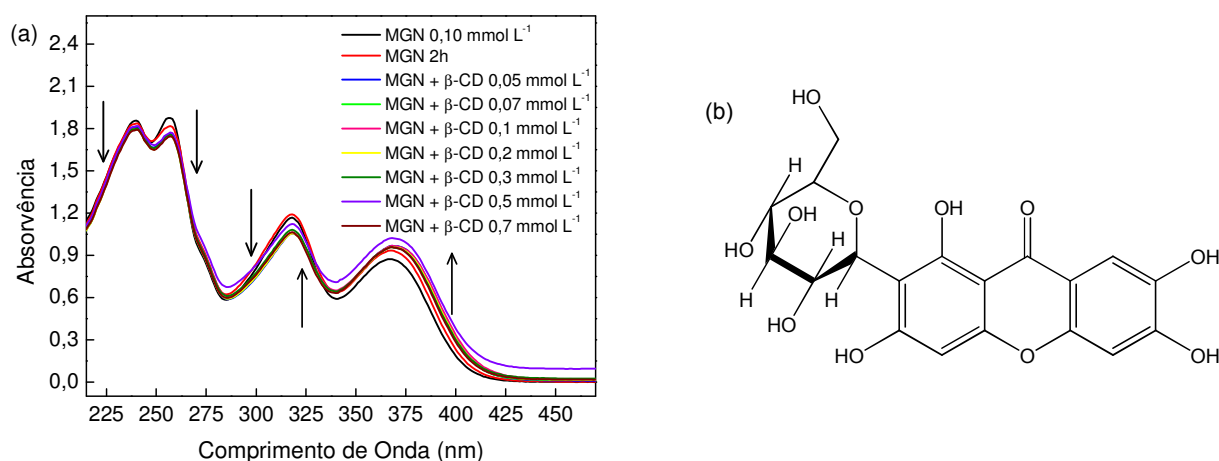 (a)
2,4
2,1
1,8
1,5
1,2
0,9
0,6
0,3
0,0
Absorvência
225 250 275 300 325 350 375 400 425 450
Comprimento de Onda (nm)
MGN 0,10 mmol L⁻¹
MGN 2h
MGN + β-CD 0,05 mmol L⁻¹
MGN + β-CD 0,07 mmol L⁻¹
MGN + β-CD 0,1 mmol L⁻¹
MGN + β-CD 0,2 mmol L⁻¹
MGN + β-CD 0,3 mmol L⁻¹
MGN + β-CD 0,5 mmol L⁻¹
MGN + β-CD 0,7 mmol L⁻¹
(b)
HO
H
O
OH
HO
H
H
H
HO
OH
O
HO
O
OH
OH